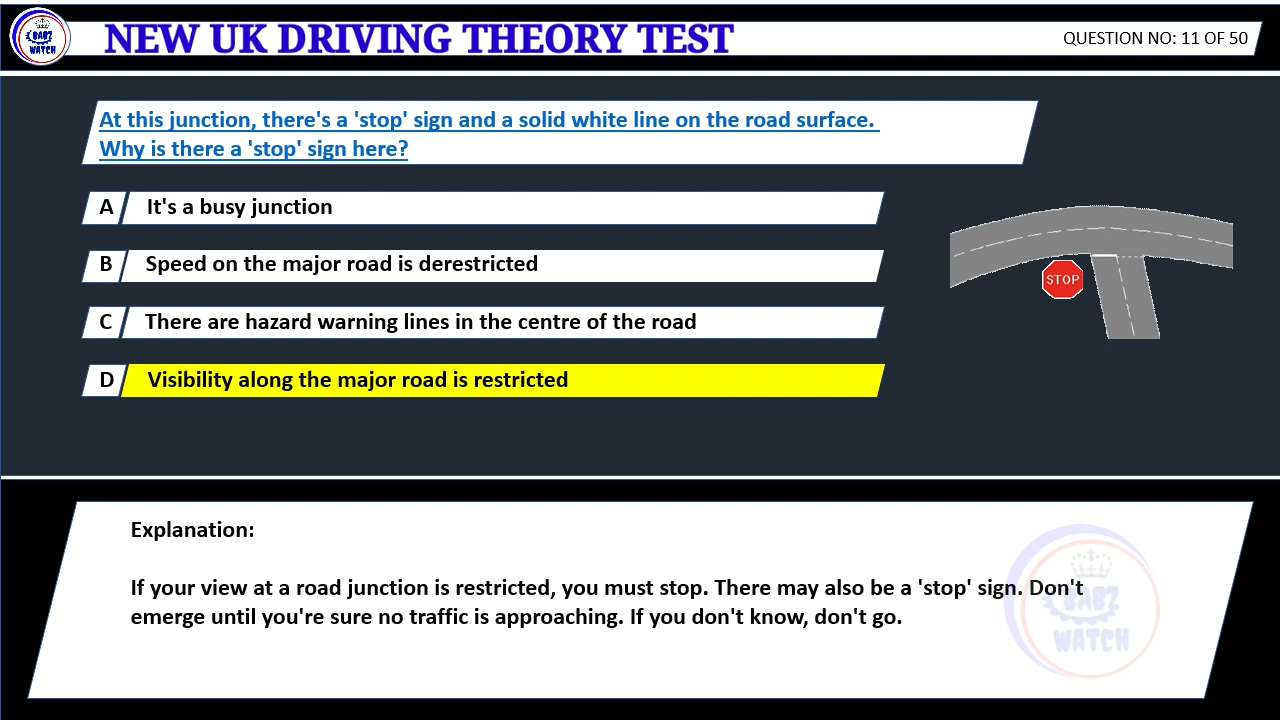 BABZ
WATCH
NEW UK DRIVING THEORY TEST
QUESTION NO: 11 OF 50
At this junction, there's a 'stop' sign and a solid white line on the road surface.
Why is there a 'stop' sign here?
A It's a busy junction
B Speed on the major road is derestricted
C There are hazard warning lines in the centre of the road
D Visibility along the major road is restricted
STOP
Explanation:
If your view at a road junction is restricted, you must stop. There may also be a 'stop' sign. Don't
emerge until you're sure no traffic is approaching. If you don't know, don't go.
BABZ
WATCH